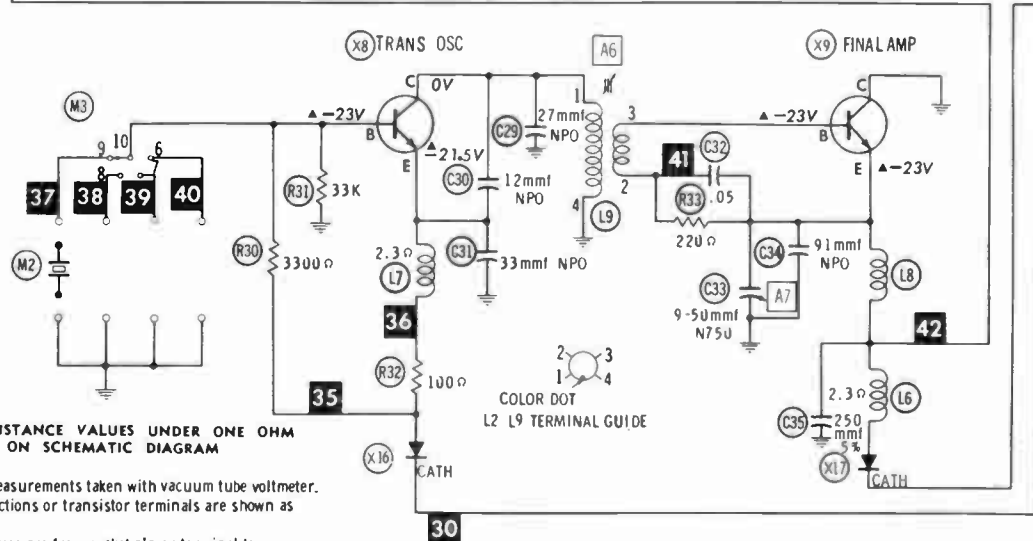 X8 TRANS OSC
A6
X9 FINAL AMP
C
0V
C
M3
1
3
▲ -23V
B
C29
27mmf
NPO
▲ -23V
B
9
10
6
8
E
▲ -21.5V
41
C32
E
▲ -23V
37
38
39
40
R31
33K
C30
12mmf
NPO
2
4
L9
R33
.05
220Ω
M2
R30
3300Ω
2.3Ω
L7
C31
33mmf NPO
C34
91mmf
NPO
C33
A7
9-50mmf
N750
L8
36
42
R32
100Ω
2
3
1
4
COLOR DOT
L2 L9 TERMINAL GUIDE
35
C35
250
mmf
5%
2.3Ω
L6
X16
CATH
X17
CATH
ISTANCE VALUES UNDER ONE OHM
ON SCHEMATIC DIAGRAM
easurements taken with vacuum tube voltmeter.
ctions or transistor terminals are shown as
30